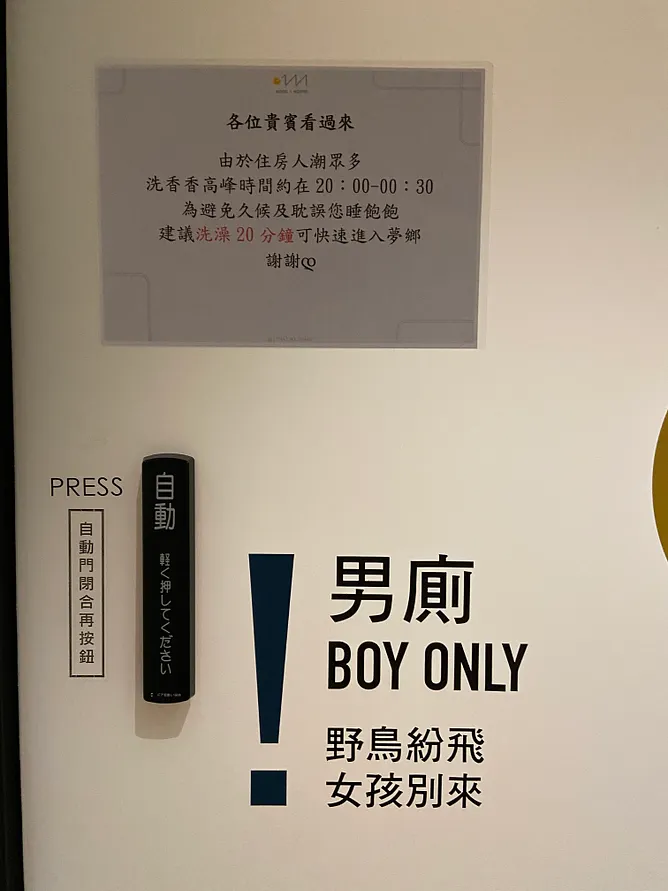 各位貴賓看過來
由於住房人潮眾多
洗香香高峰時間約在 20：00-00：30
為避免久候及耽誤您睡飽飽
建議洗澡 20 分鐘可快速進入夢鄉
謝謝
PRESS
自動門閉合再按鈕
自動
軽く押してください
男廁
BOY ONLY
野鳥紛飛
女孩別來